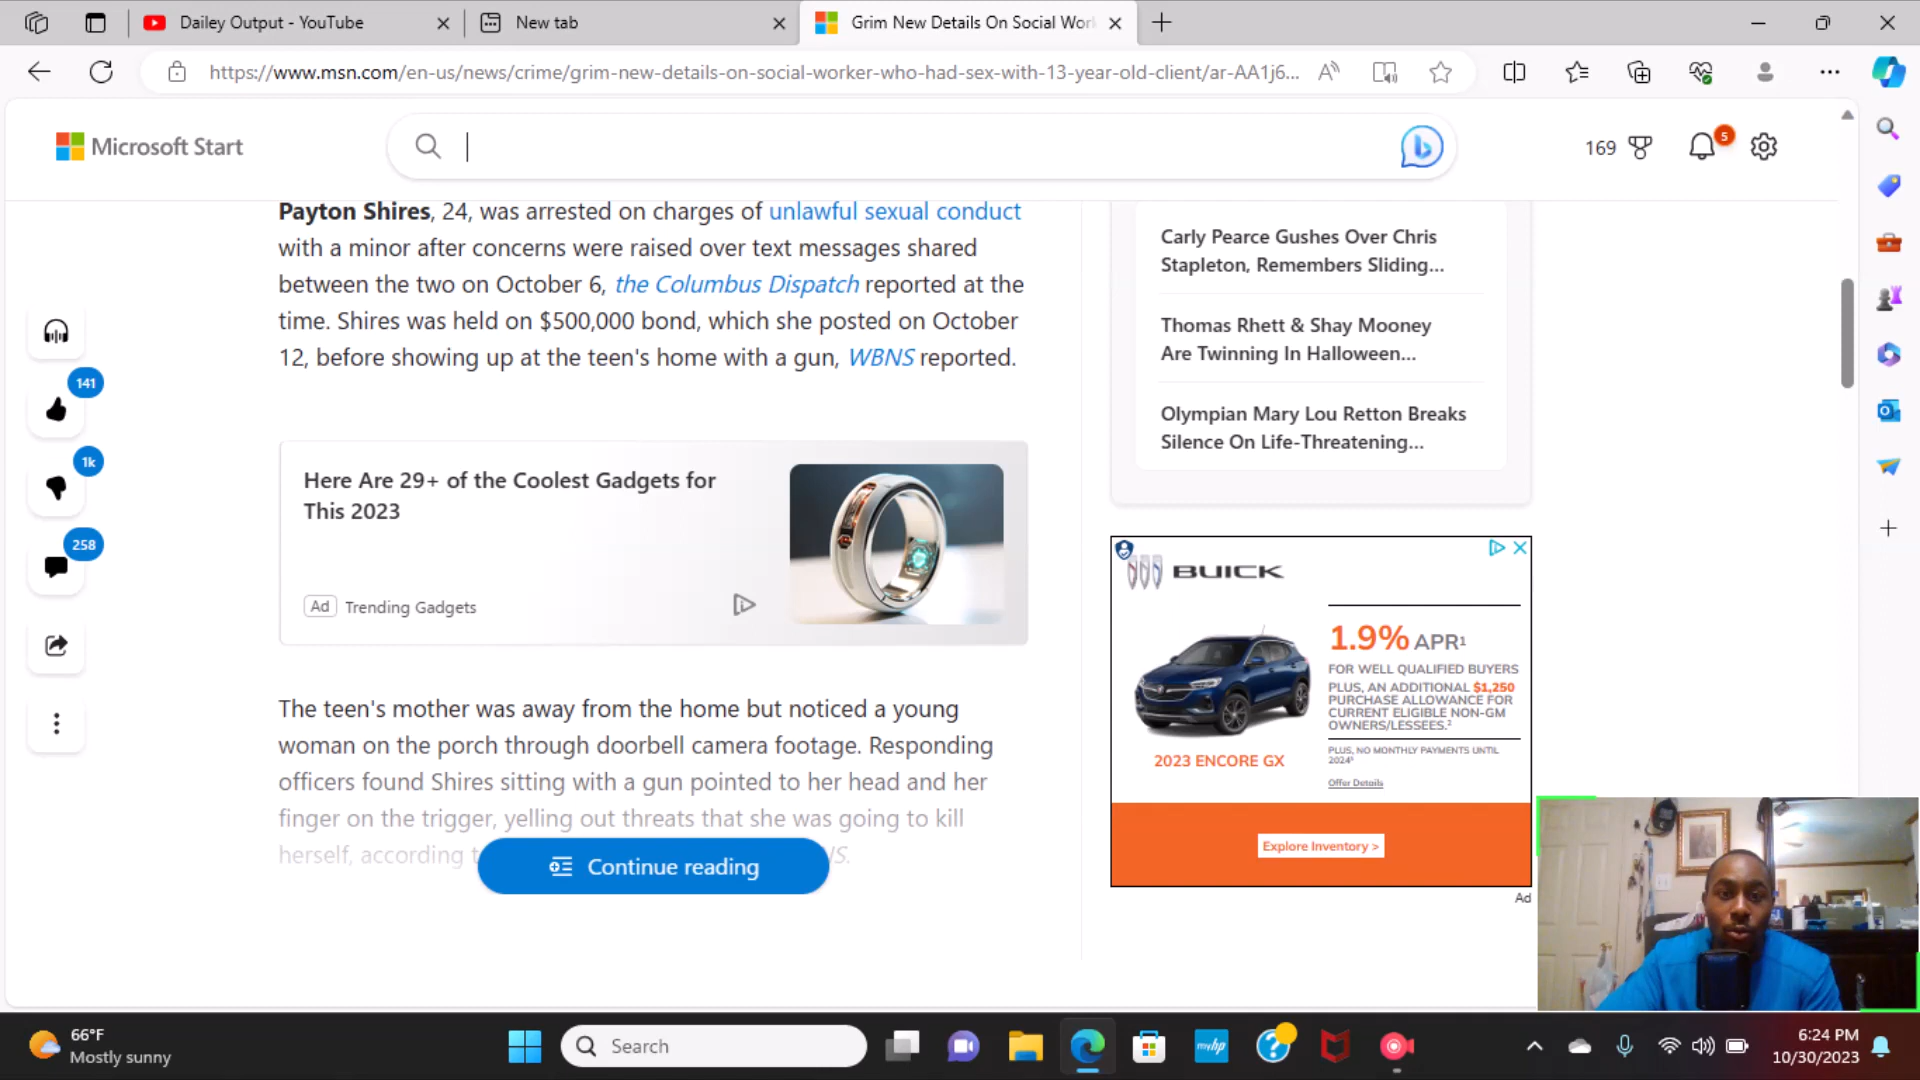 Dailey Output - YouTube
New tab
Grim New Details On Social Wor
https://www.msn.com/en-us/news/crime/grim-new-details-on-social-worker-who-had-sex-with-13-year-old-client/ar-AA1j6...
Microsoft Start
169
5
Payton Shires, 24, was arrested on charges of unlawful sexual conduct
with a minor after concerns were raised over text messages shared
between the two on October 6, the Columbus Dispatch reported at the
time. Shires was held on $500,000 bond, which she posted on October
12, before showing up at the teen's home with a gun, WBNS reported.
141
1k
258
Here Are 29+ of the Coolest Gadgets for
This 2023
Ad Trending Gadgets
The teen's mother was away from the home but noticed a young
woman on the porch through doorbell camera footage. Responding
officers found Shires sitting with a gun pointed to her head and her
finger on the trigger, yelling out threats that she was going to kill
herself, according
Continue reading
Carly Pearce Gushes Over Chris
Stapleton, Remembers Sliding...
Thomas Rhett & Shay Mooney
Are Twinning In Halloween...
Olympian Mary Lou Retton Breaks
Silence On Life-Threatening...
BUICK
1.9% APR¹
FOR WELL QUALIFIED BUYERS
PLUS, AN ADDITIONAL $1,250
PURCHASE ALLOWANCE FOR
CURRENT ELIGIBLE NON-GM
OWNERS/LESSEES.²
PLUS, NO MONTHLY PAYMENTS UNTIL
2024³
Offer Details
2023 ENCORE GX
Explore Inventory >
Ad
66°F
Mostly sunny
Search
myhp
6:24 PM
10/30/2023